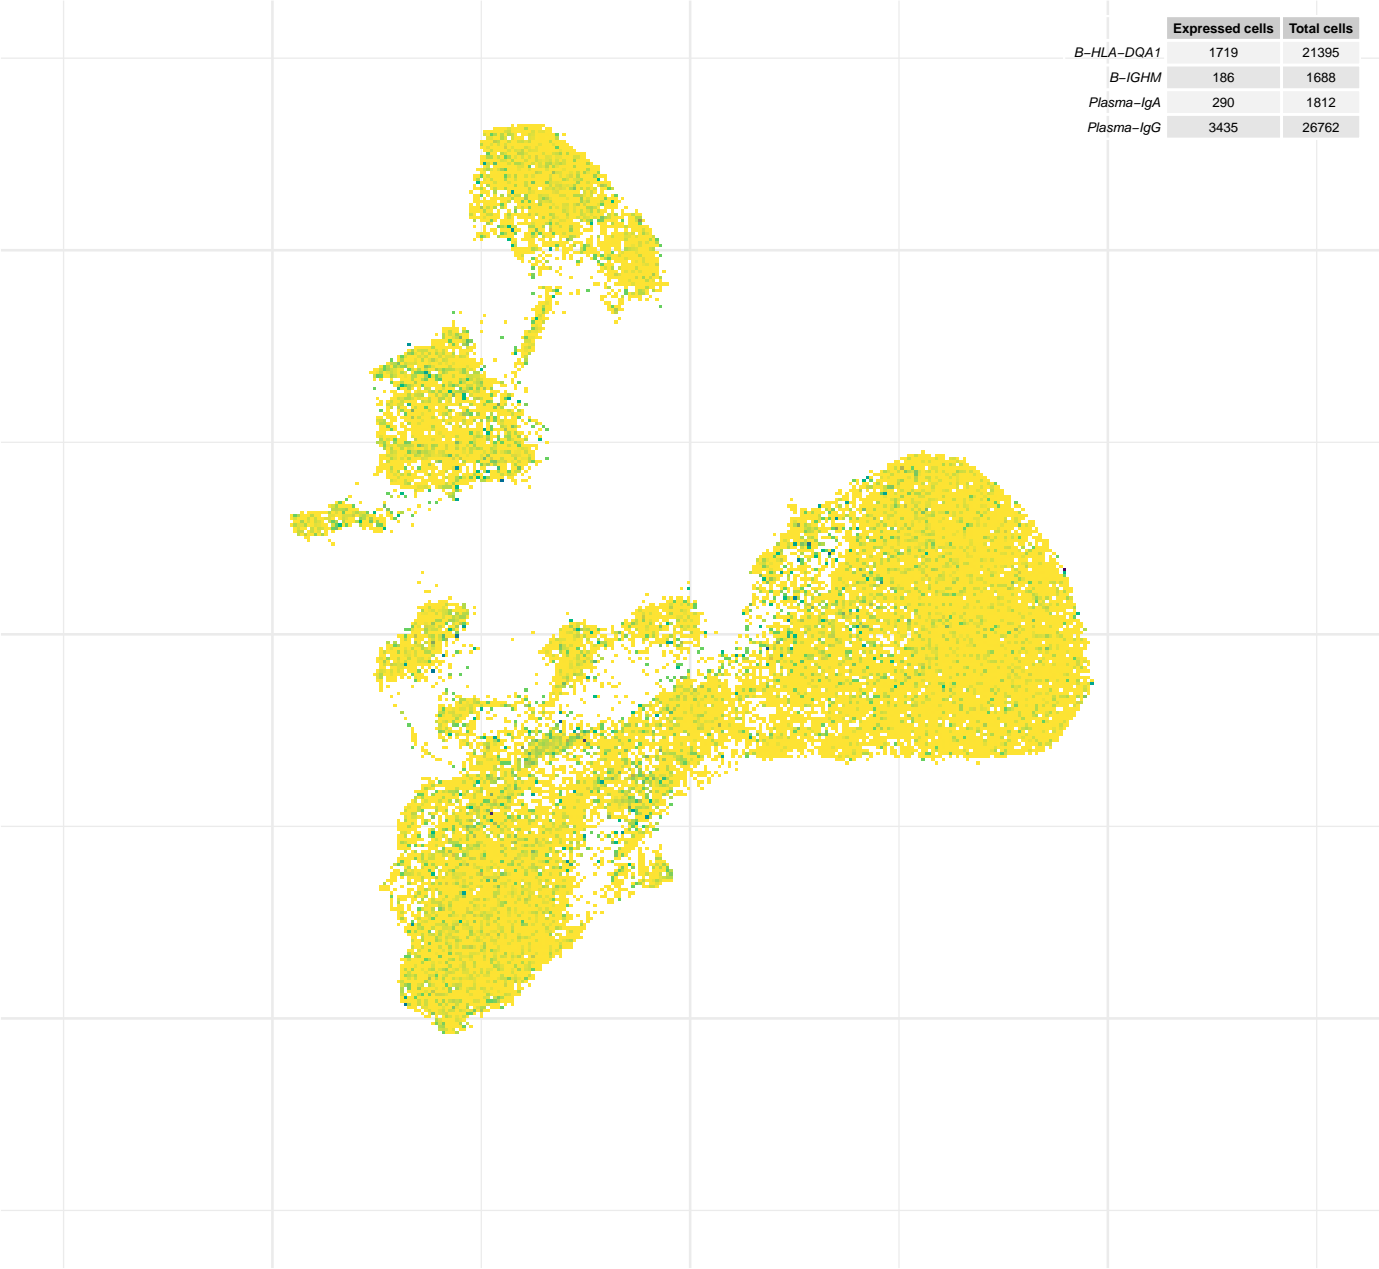 Expressed cells Total cells
B−HLA−DQA1 1719 21395
B−IGHM 186 1688
Plasma−IgA 290 1812
Plasma−IgG 3435 26762